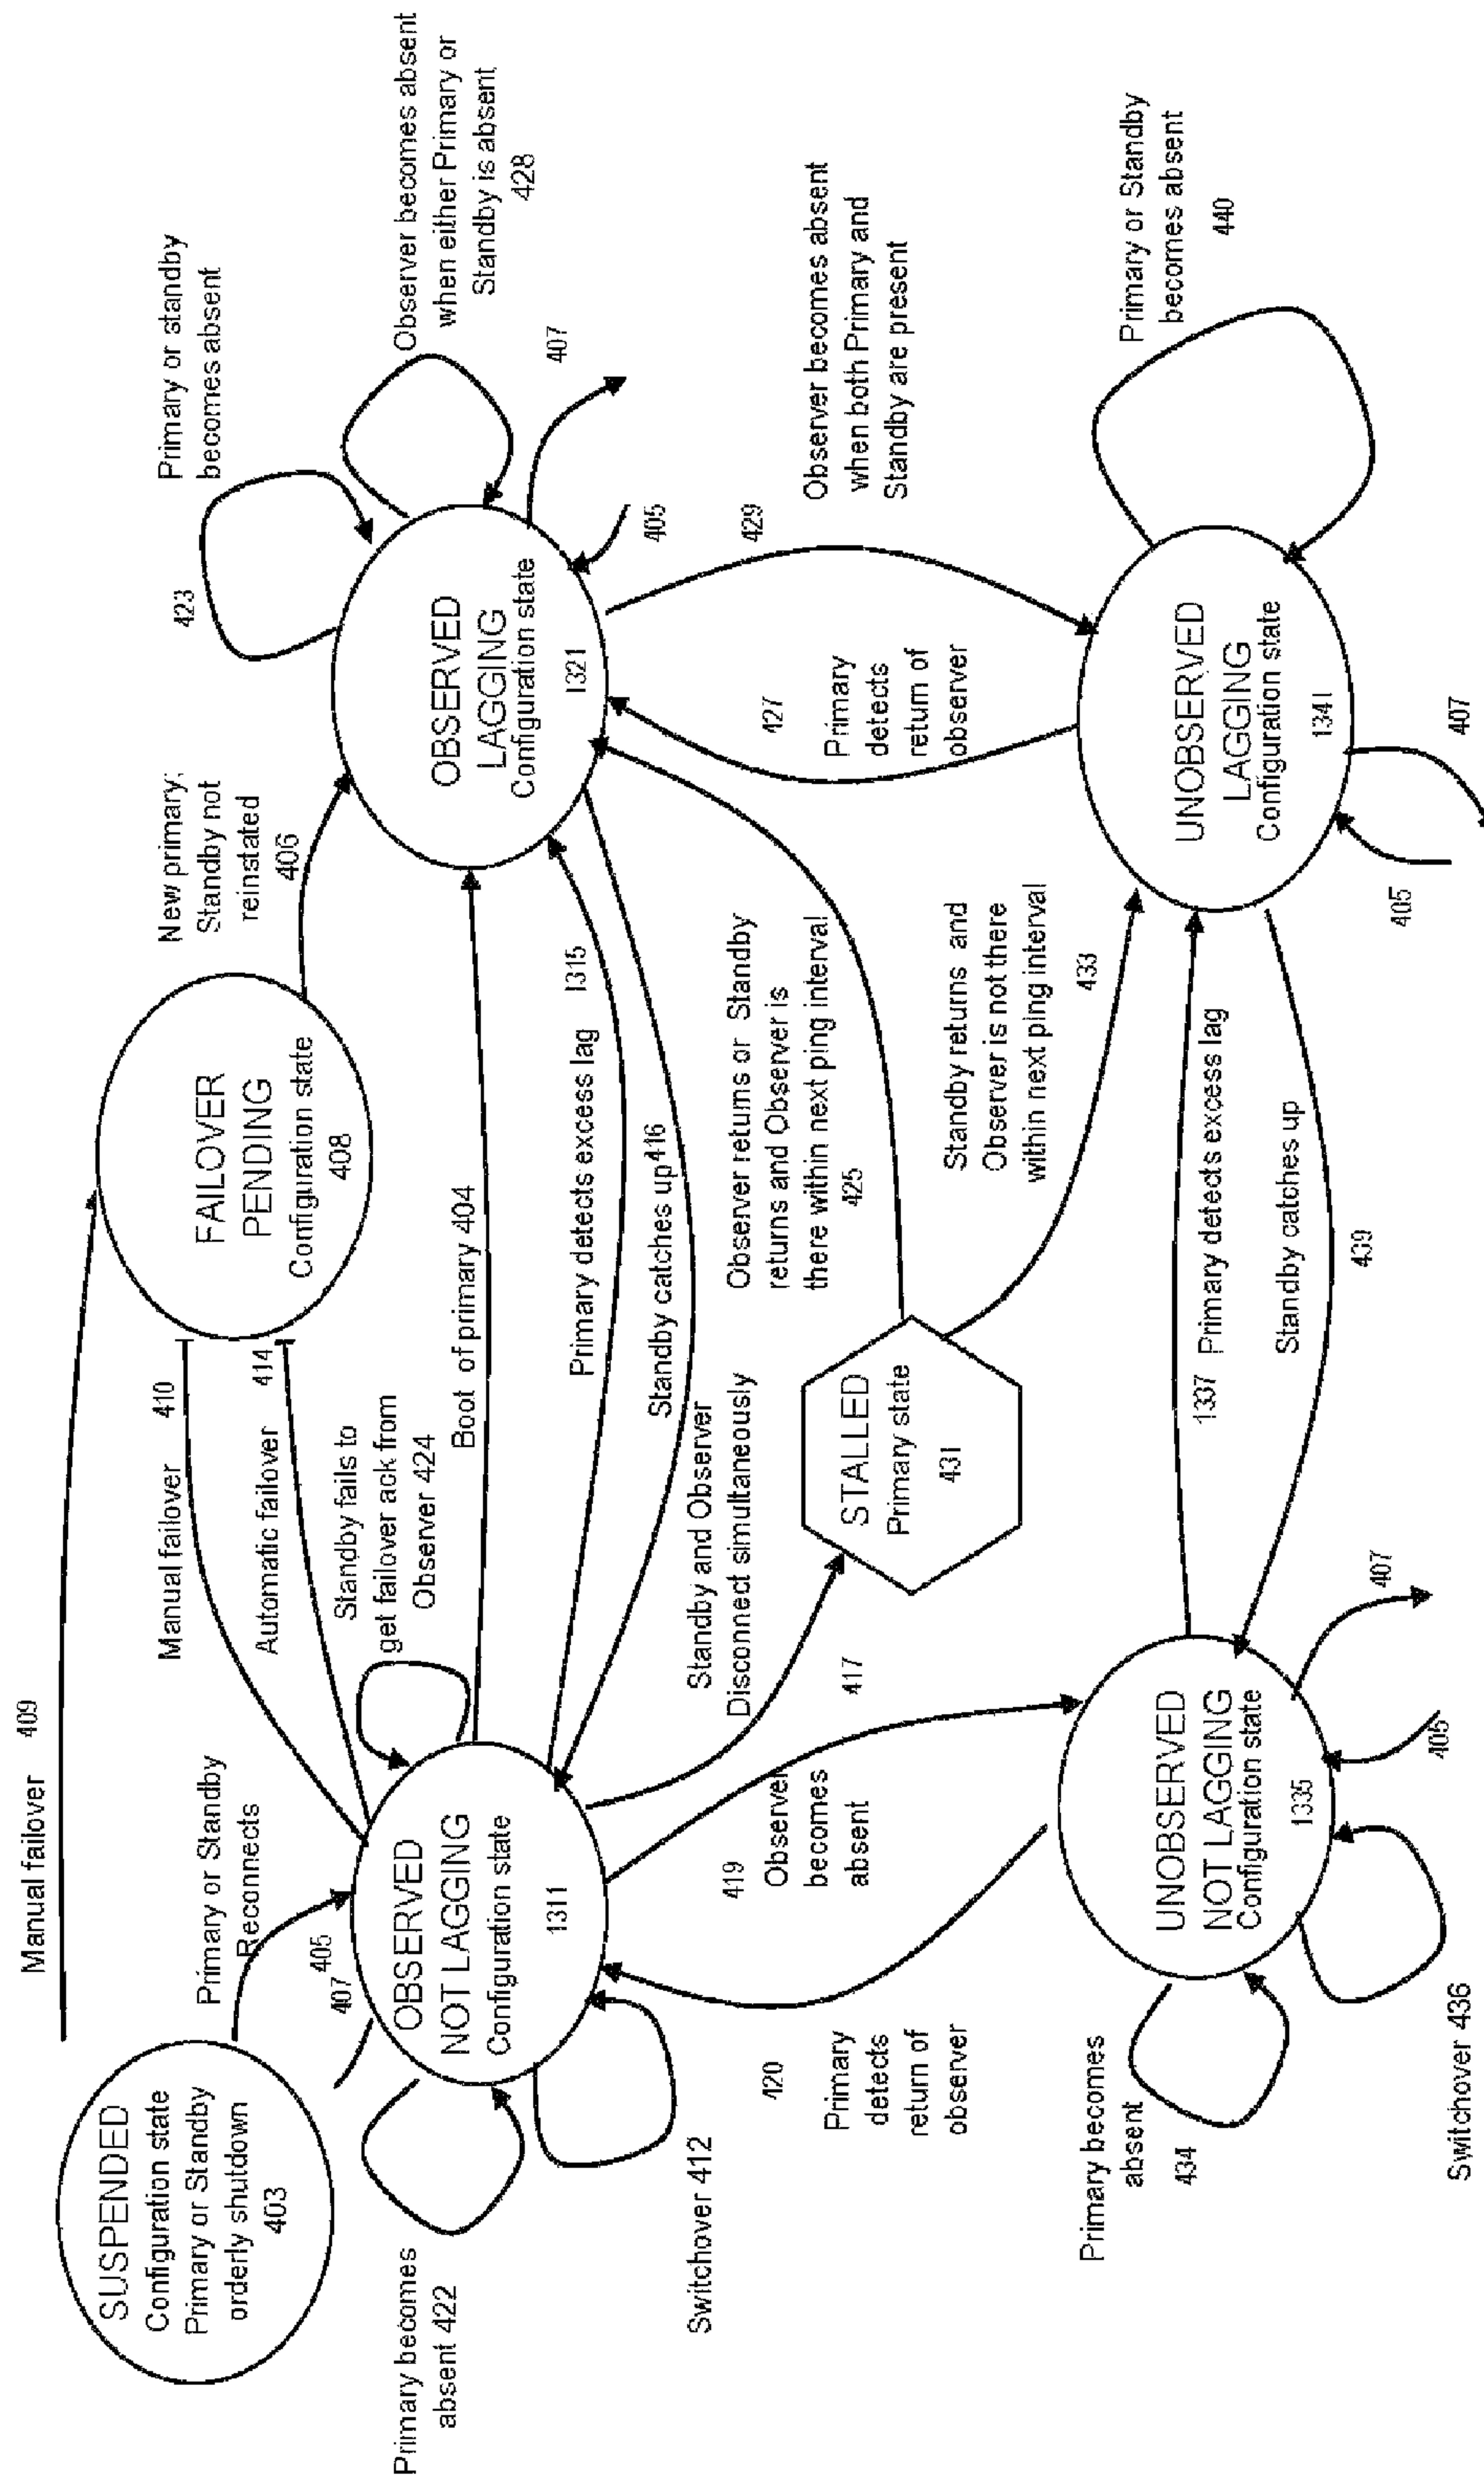 Manual failover 409
SUSPENDED
Configuration state
Primary or Standby
orderly shutdown
403
Primary or Standby
Reconnects
405
407
Manual failover 410
Automatic failover 414
FAILOVER
PENDING
Configuration state
408
New primary;
Standby not
reinstated
406
423
Primary or standby
becomes absent
Observer becomes absent
when either Primary or
Standby is absent
428
407
405
Standby fails to
get failover ack from
Observer 424
Boot of primary 404
OBSERVED
NOT LAGGING
Configuration state
1311
OBSERVED
LAGGING
Configuration state
1321
Primary becomes
absent 422
Switchover 412
Primary detects excess lag 1315
Standby catches up 416
Standby and Observer
Disconnect simultaneously
417
STALLED
Primary state
431
Observer returns or Standby
returns and Observer is
there within next ping interval
425
Standby returns and
Observer is not there
within next ping interval
433
427
Primary
detects
return of
observer
429
Observer becomes absent
when both Primary and
Standby are present
419
Observer
becomes
absent
420
Primary
detects
return of
observer
Primary becomes
absent
434
Switchover 436
UNOBSERVED
NOT LAGGING
Configuration state
1335
405
407
1337 Primary detects excess lag
Standby catches up
439
UNOBSERVED
LAGGING
Configuration state
1341
405
407
Primary or Standby
becomes absent
440